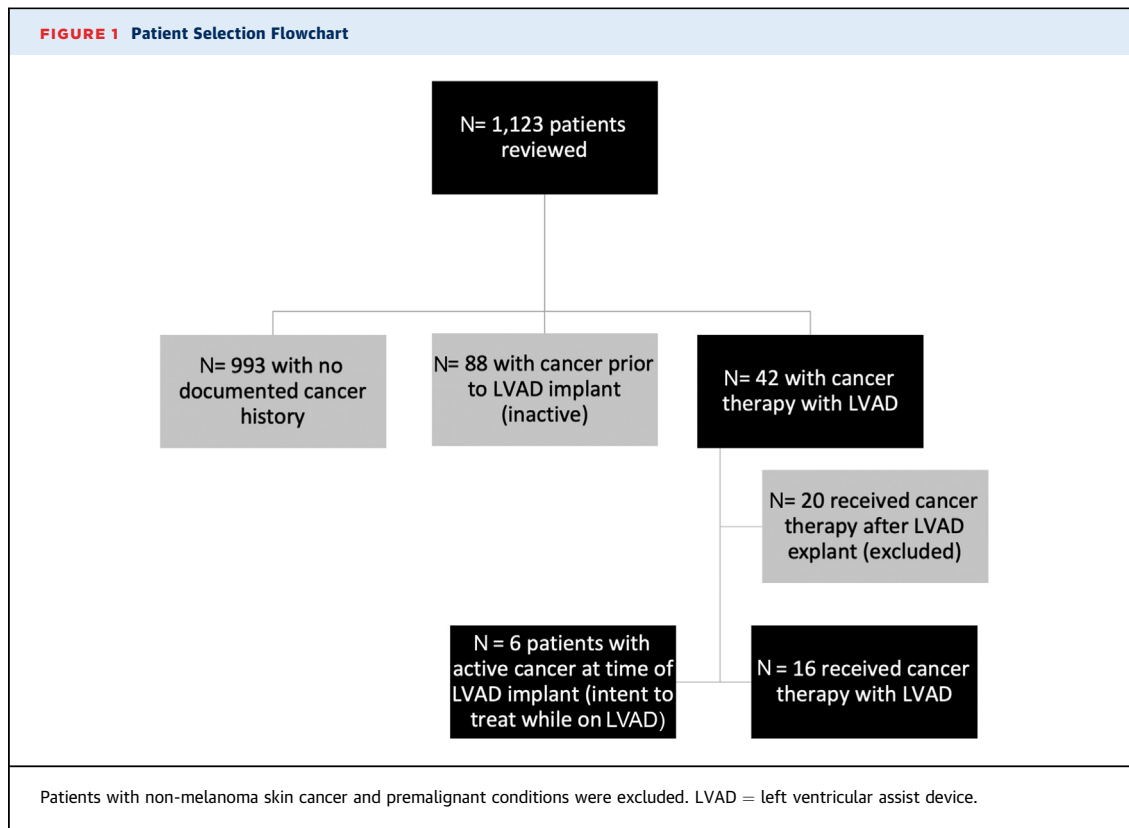 FIGURE 1 Patient Selection Flowchart
N= 1,123 patients
reviewed
N= 993 with no
documented cancer
history
N= 88 with cancer prior
to LVAD implant
(inactive)
N= 42 with cancer
therapy with LVAD
N= 20 received cancer
therapy after LVAD
explant (excluded)
N = 6 patients with
active cancer at time of
LVAD implant (intent to
treat while on LVAD)
N = 16 received cancer
therapy with LVAD
Patients with non-melanoma skin cancer and premalignant conditions were excluded. LVAD = left ventricular assist device.